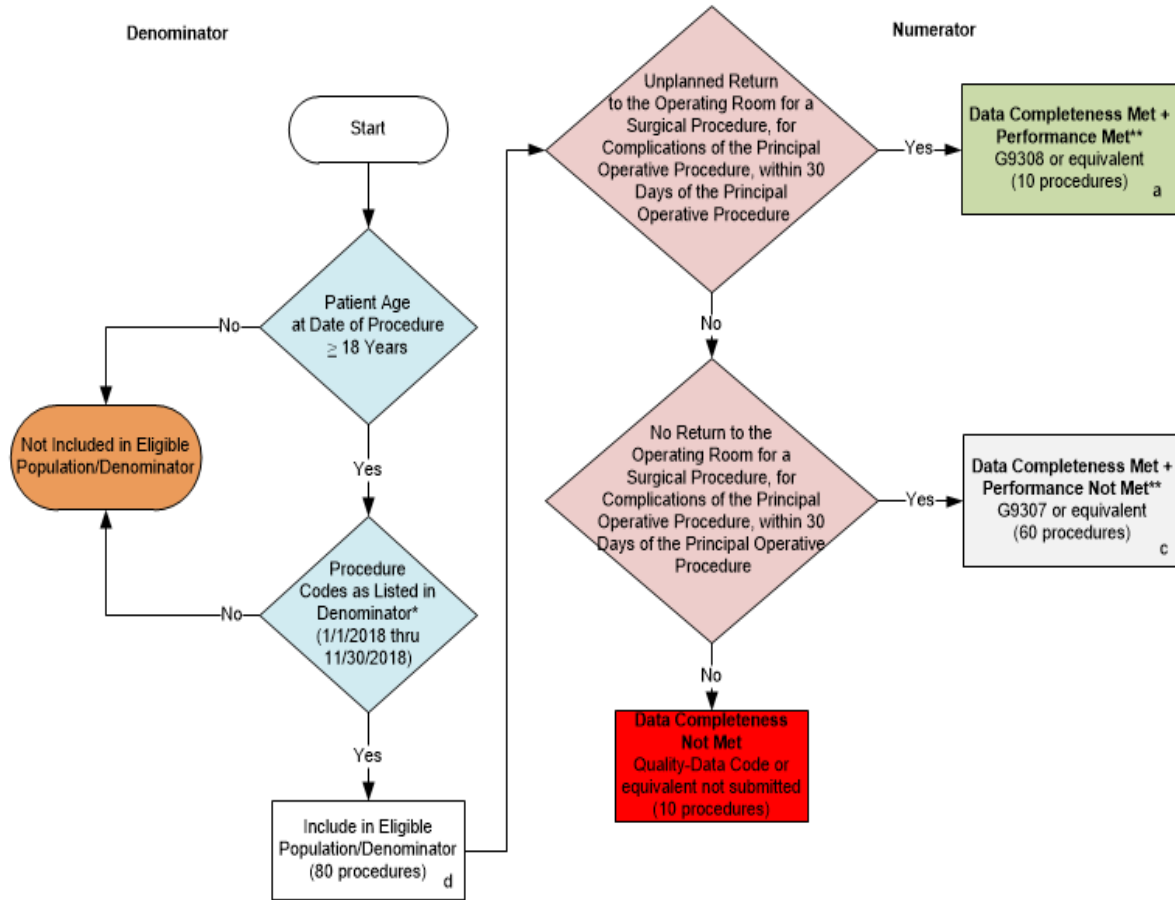 Denominator
Numerator
Start
Patient Age
at Date of Procedure
≥ 18 Years
No
Yes
Not Included in Eligible
Population/Denominator
Procedure
Codes as Listed in
Denominator*
(1/1/2018 thru
11/30/2018)
No
Yes
Include in Eligible
Population/Denominator
(80 procedures)
d
Unplanned Return
to the Operating Room for a
Surgical Procedure, for
Complications of the Principal
Operative Procedure, within 30
Days of the Principal
Operative Procedure
Yes
Data Completeness Met +
Performance Met**
G9308 or equivalent
(10 procedures)
a
No
No Return to the
Operating Room for a
Surgical Procedure, for
Complications of the Principal
Operative Procedure, within 30
Days of the Principal Operative
Procedure
Yes
Data Completeness Met +
Performance Not Met**
G9307 or equivalent
(60 procedures)
c
No
Data Completeness
Not Met
Quality-Data Code or
equivalent not submitted
(10 procedures)